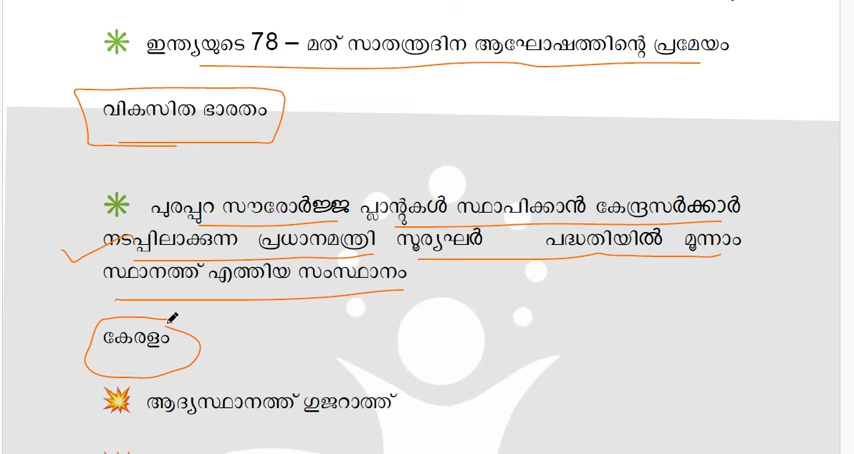 ഇന്ത്യയുടെ 78 – മത് സാതന്ത്രദിന ആഘോഷത്തിന്റെ പ്രമേയം
വികസിത ഭാരതം
പുരപ്പുറ സൗരോർജ്ജ പ്ലാന്റുകൾ സ്ഥാപിക്കാൻ കേന്ദ്രസർക്കാർ
നടപ്പിലാക്കുന്ന പ്രധാനമന്ത്രി സൂര്യഘർ പദ്ധതിയിൽ മൂന്നാം
സ്ഥാനത്ത് എത്തിയ സംസ്ഥാനം
കേരളം
ആദ്യസ്ഥാനത്ത് ഗുജറാത്ത്